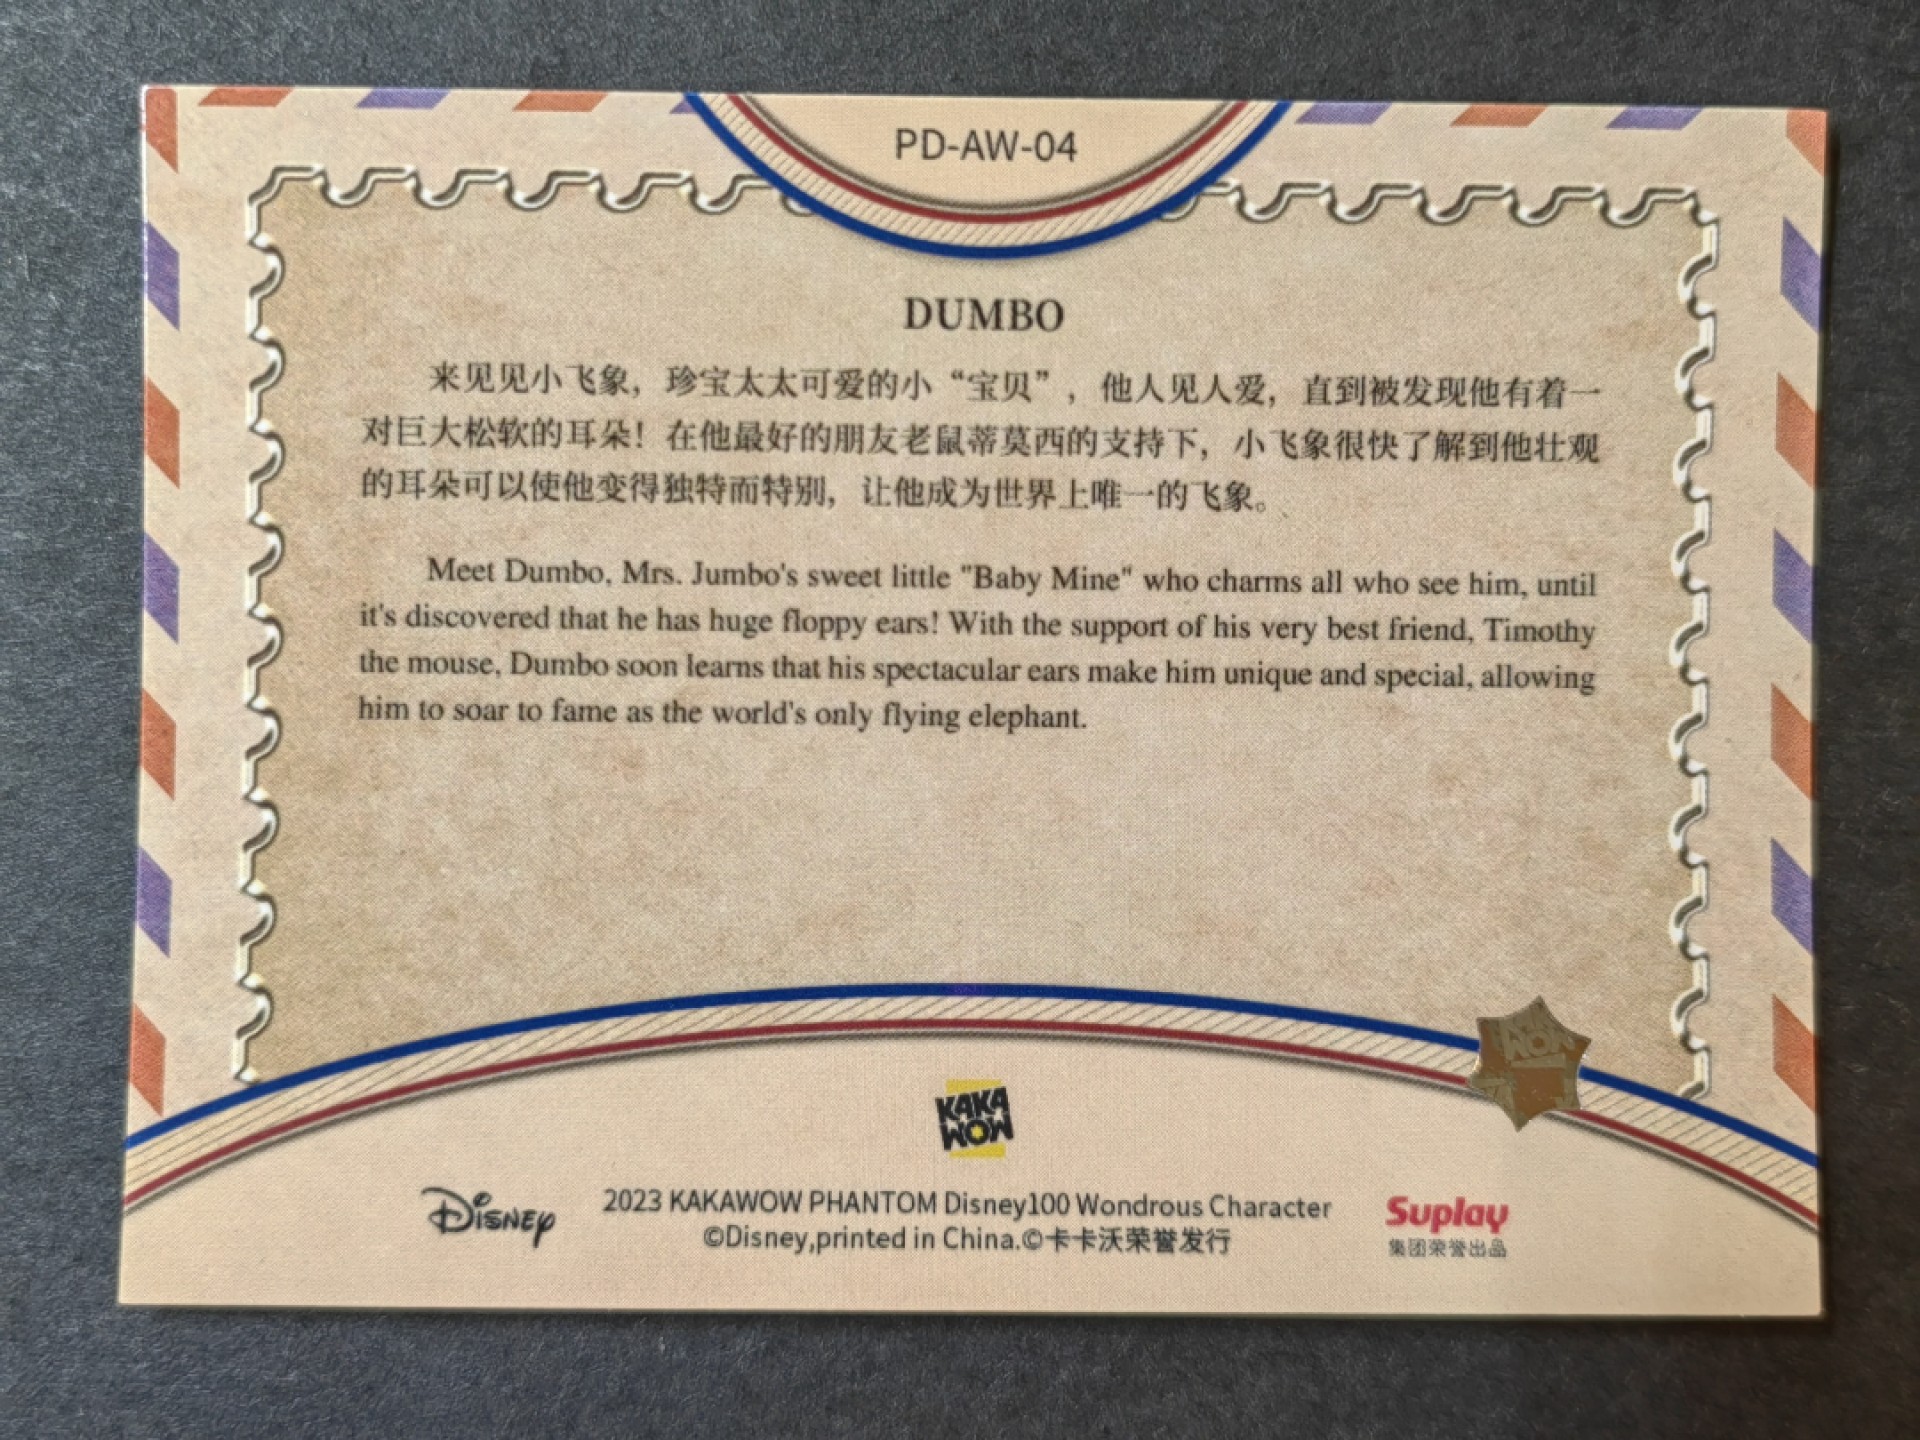 PD-AW-04
DUMBO
来见见小飞象，珍宝太太可爱的小“宝贝”，他人见人爱，直到被发现他有着一
对巨大松软的耳朵！在他最好的朋友老鼠蒂莫西的支持下，小飞象很快了解到他壮观
的耳朵可以使他变得独特而特别，让他成为世界上唯一的飞象。
Meet Dumbo, Mrs. Jumbo's sweet little "Baby Mine" who charms all who see him, until
it's discovered that he has huge floppy ears! With the support of his very best friend, Timothy
the mouse, Dumbo soon learns that his spectacular ears make him unique and special, allowing
him to soar to fame as the world's only flying elephant.
KAKA
WOW
Disney
2023 KAKAWOW PHANTOM Disney100 Wondrous Character
©Disney,printed in China.©卡卡沃荣誉发行
Suplay
集团荣誉出品